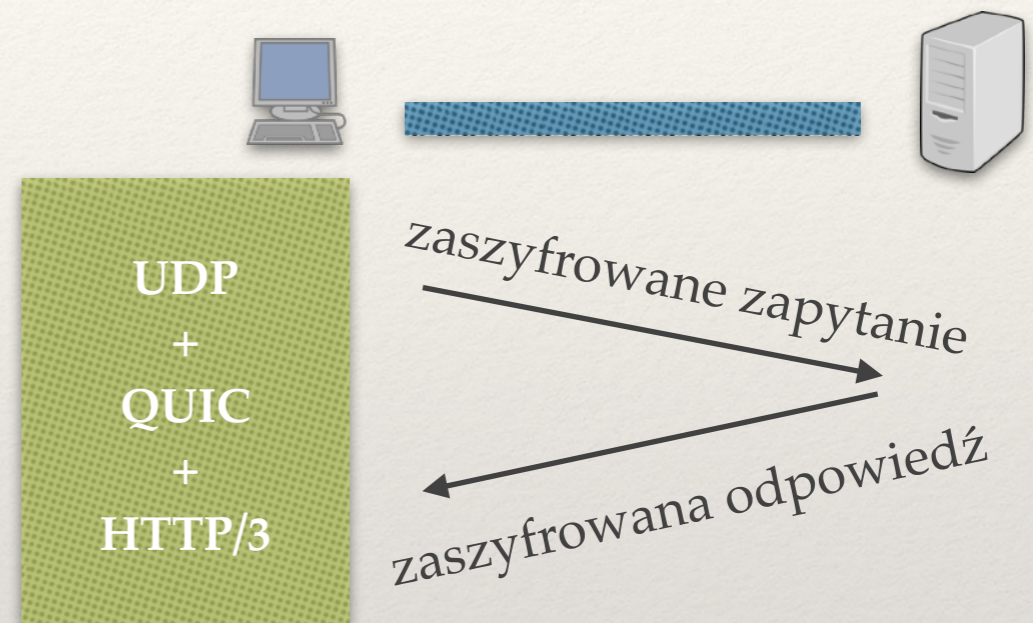 UDP
+
QUIC
+
HTTP/3
zaszyfrowane zapytanie
zaszyfrowana odpowiedź